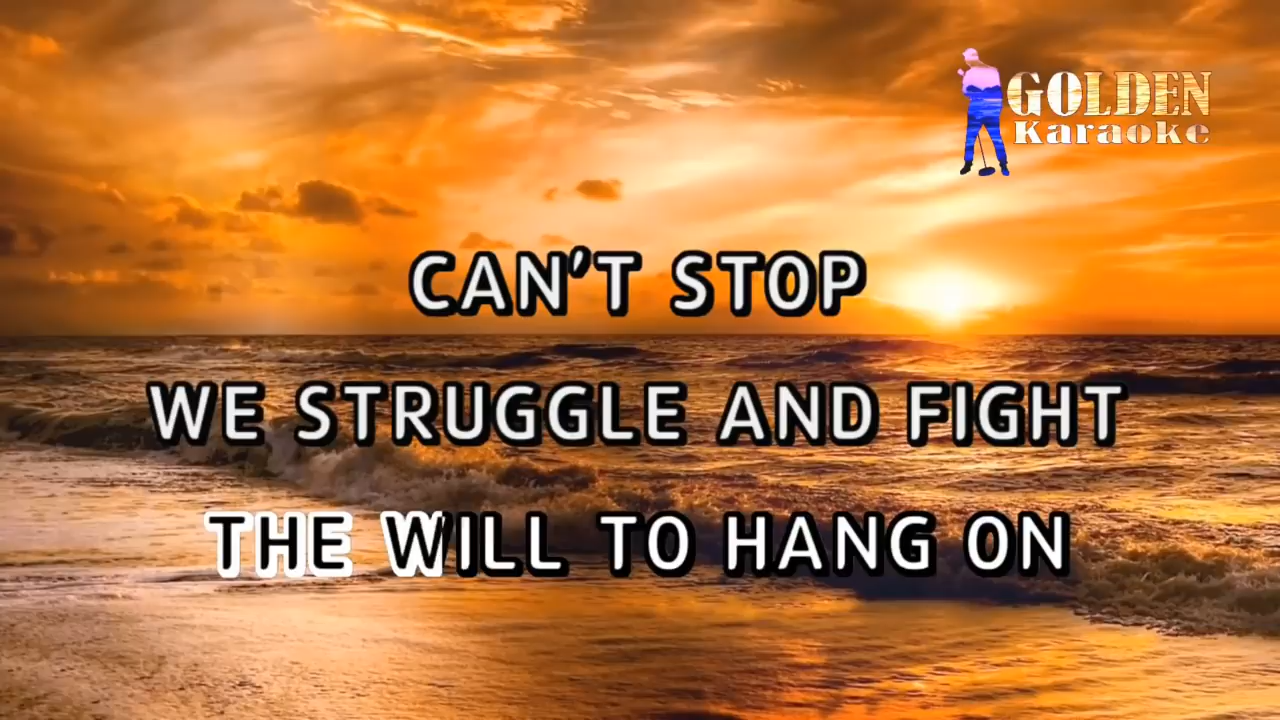 GOLDEN
Karaoke
CAN'T STOP
WE STRUGGLE AND FIGHT
THE WILL TO HANG ON